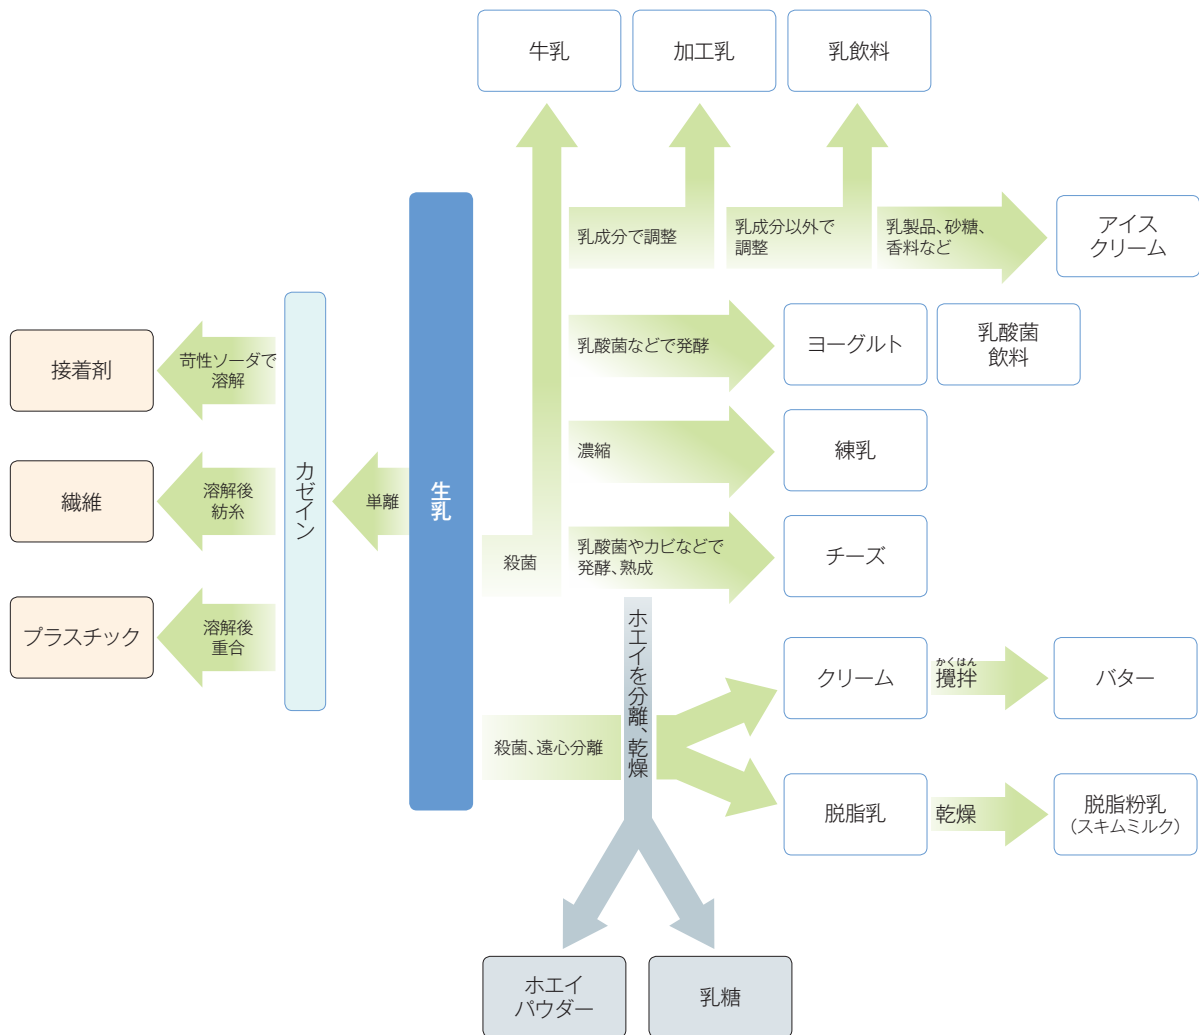 牛乳
加工乳
乳飲料
乳成分で調整
乳成分以外で
調整
乳製品、砂糖、
香料など
アイス
クリーム
乳酸菌などで発酵
ヨーグルト
乳酸菌
飲料
濃縮
練乳
殺菌
乳酸菌やカビなどで
発酵、熟成
チーズ
生乳
単離
カゼイン
苛性ソーダで
溶解
接着剤
溶解後
紡糸
繊維
溶解後
重合
プラスチック
殺菌、遠心分離
ホエイを分離、乾燥
クリーム
かくはん
攪拌
バター
脱脂乳
乾燥
脱脂粉乳
（スキムミルク）
ホエイ
パウダー
乳糖